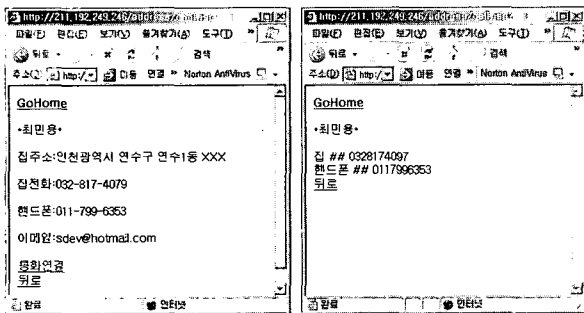 http://211.192.249.246/
파일(F) 편집(E) 보기(V) 즐겨찾기(A) 도구(T) »
뒤로 검색
주소(D) http:/ 이동 연결 » Norton AntiVirus
GoHome
*최민용*
집주소:인천광역시 연수구 연수1동 XXX
집전화:032-817-4079
핸드폰:011-799-6353
이메일:sdev@hotmail.com
통화연결
뒤로
완료 인터넷
http://211.192.249.246/
파일(F) 편집(E) 보기(V) 즐겨찾기(A) 도구(T) »
뒤로 검색
주소(D) http:/ 이동 연결 » Norton AntiVirus
GoHome
*최민용*
집 ## 0328174097
핸드폰 ## 0117996353
뒤로
완료 인터넷